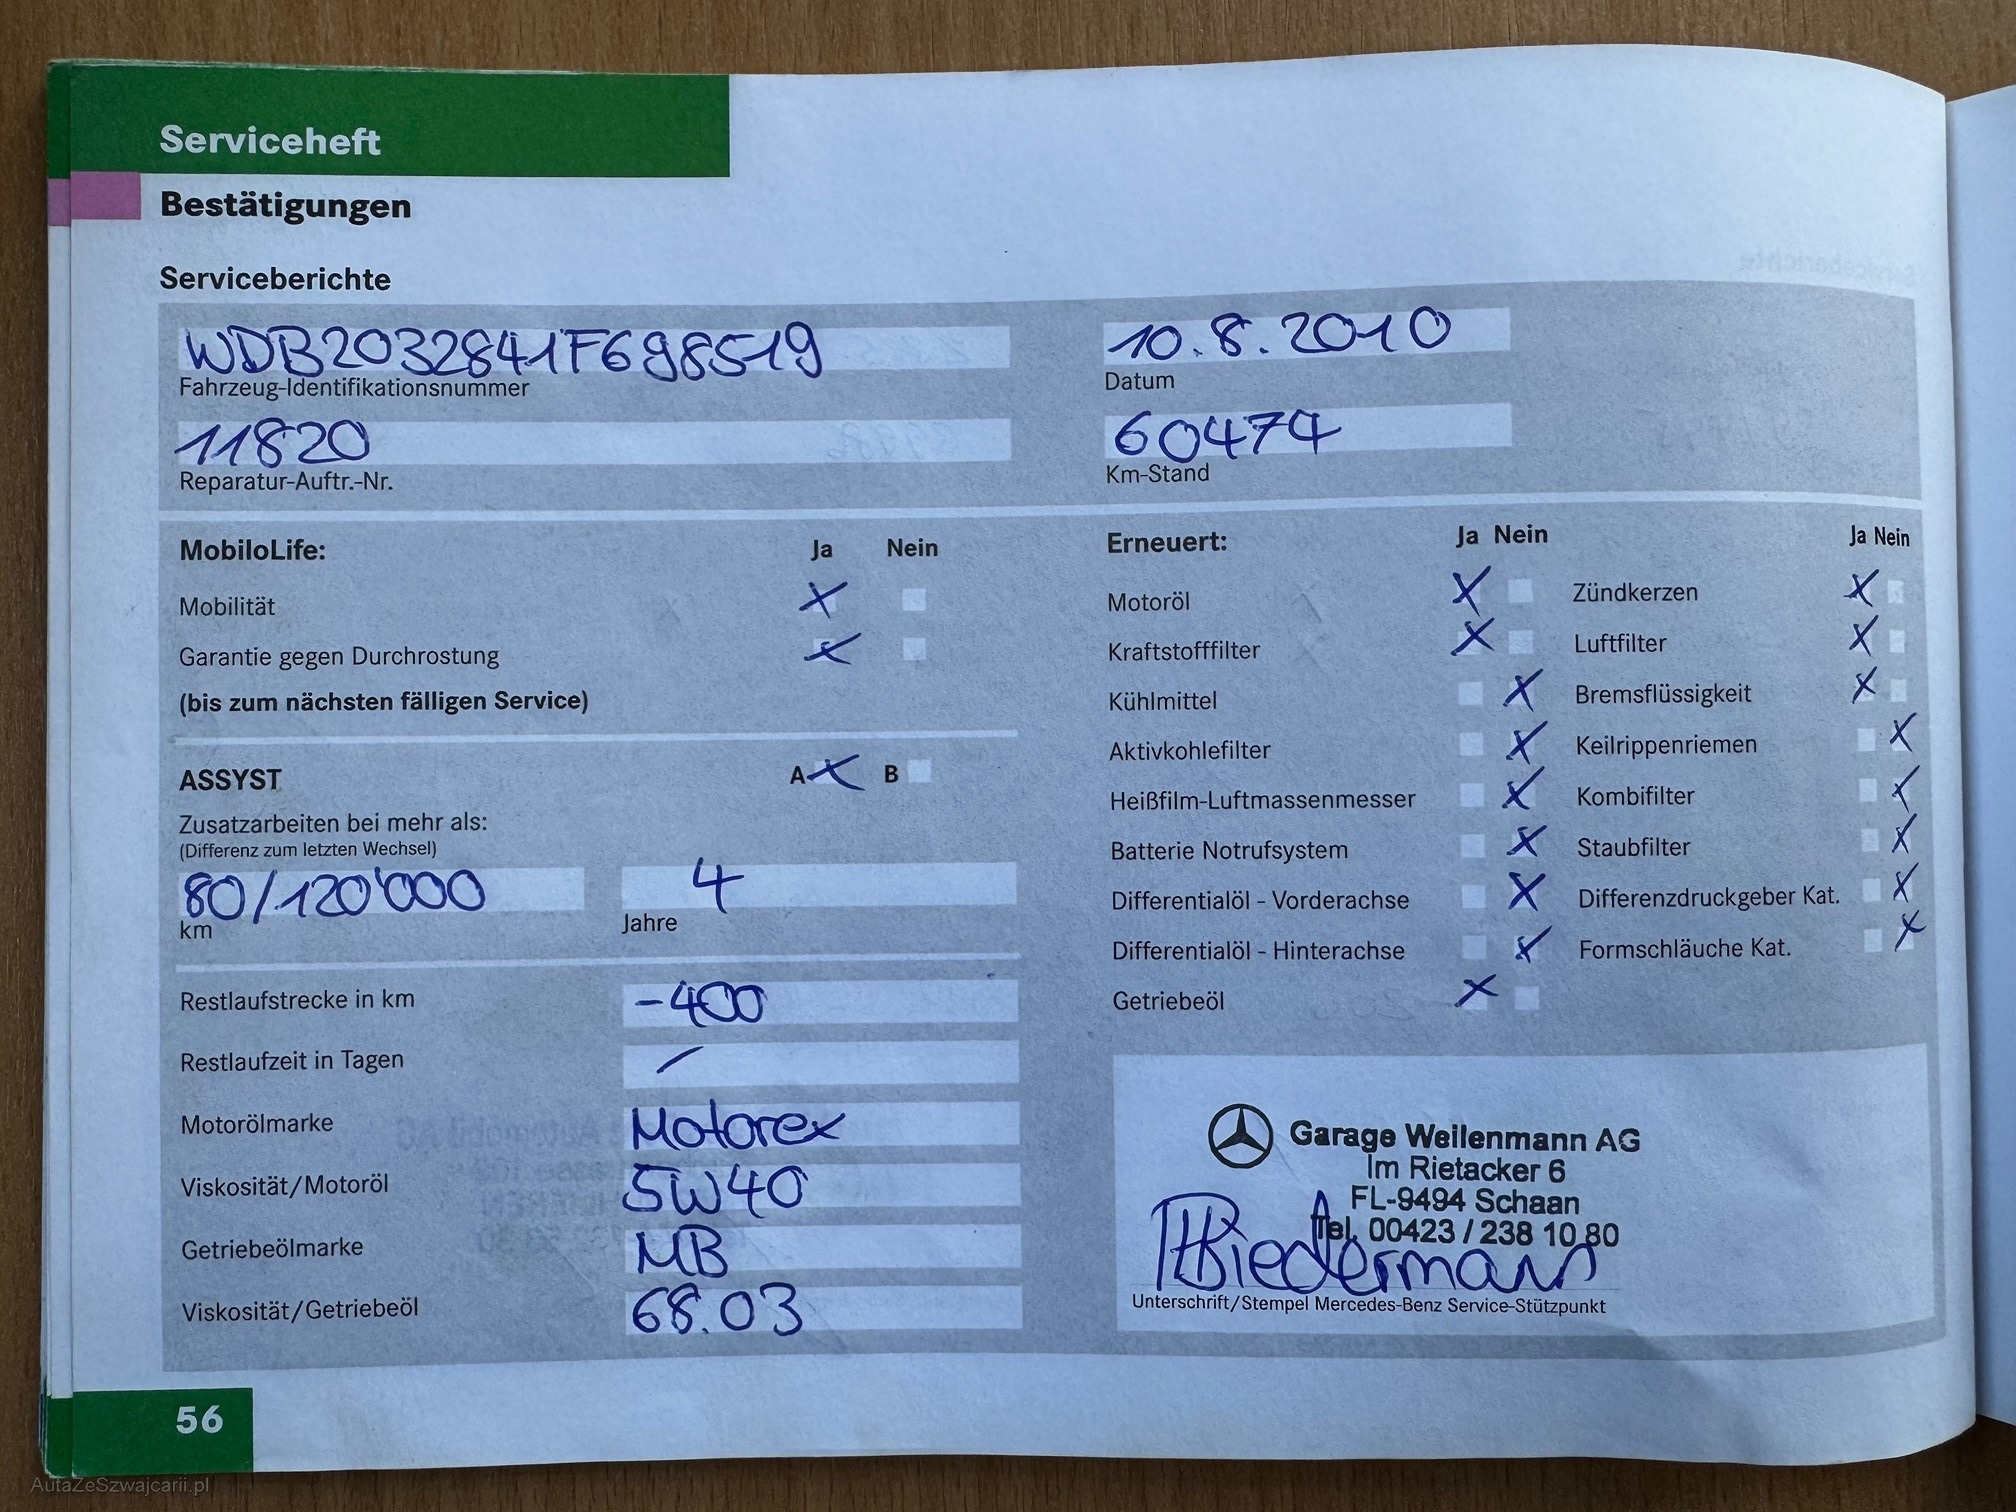 Serviceheft
Bestätigungen
Serviceberichte
WDB2032841F698519
Fahrzeug-Identifikationsnummer
10.8.2010
Datum
11820
Reparatur-Auftr.-Nr.
60474
Km-Stand
MobiloLife: Ja Nein
Mobilität X
Garantie gegen Durchrostung X
(bis zum nächsten fälligen Service)
ASSYST A X B
Zusatzarbeiten bei mehr als:
(Differenz zum letzten Wechsel)
80/120'000
km
4
Jahre
Restlaufstrecke in km -400
Restlaufzeit in Tagen /
Motorölmarke Motorex
Viskosität/Motoröl 5W40
Getriebeölmarke MB
Viskosität/Getriebeöl 68.03
Erneuert: Ja Nein Ja Nein
Motoröl X Zündkerzen X
Kraftstofffilter X Luftfilter X
Kühlmittel X Bremsflüssigkeit X
Aktivkohlefilter X Keilrippenriemen X
Heißfilm-Luftmassenmesser X Kombifilter X
Batterie Notrufsystem X Staubfilter X
Differentialöl - Vorderachse X Differenzdruckgeber Kat. X
Differentialöl - Hinterachse X Formschläuche Kat. X
Getriebeöl X
Garage Weilenmann AG
Im Rietacker 6
FL-9494 Schaan
Tel. 00423 / 238 10 80
Biedermann
Unterschrift/Stempel Mercedes-Benz Service-Stützpunkt
56
AutaZeSzwajcarii.pl